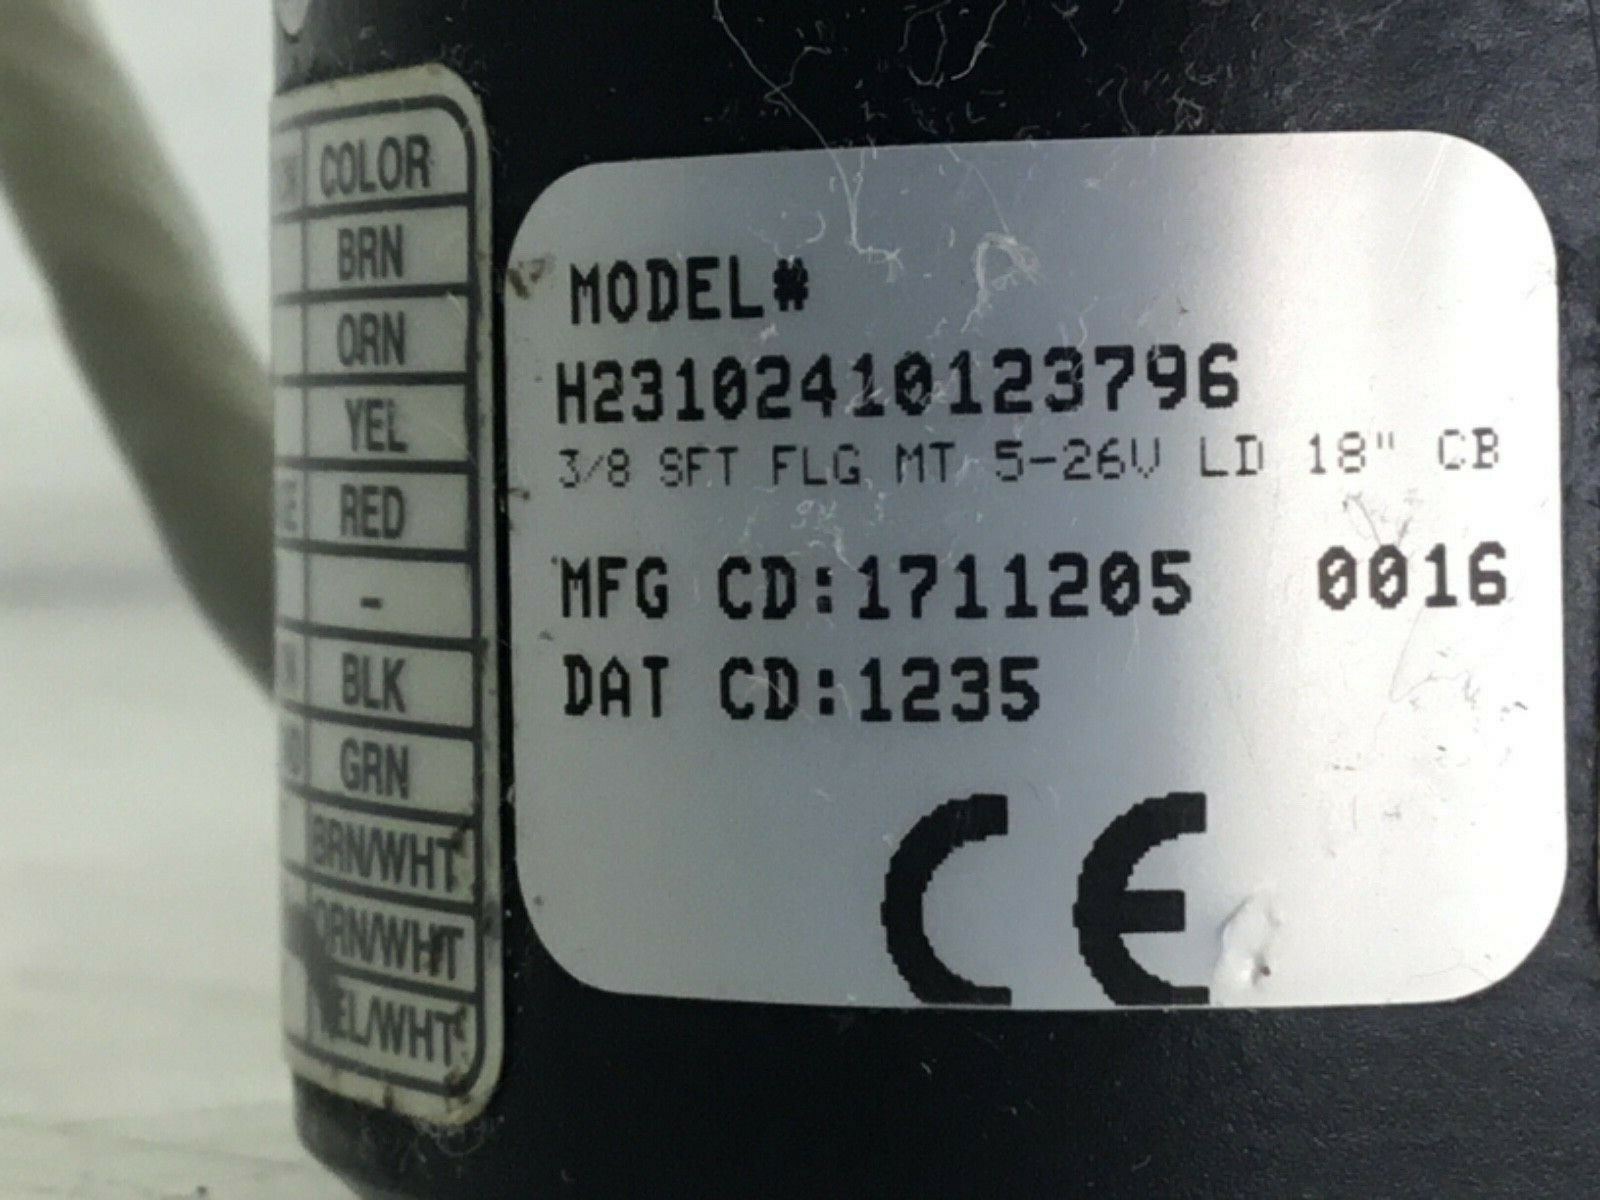 COLOR
BRN
ORN
YEL
RED
-
BLK
GRN
BRN/WHT
ORN/WHT
YEL/WHT
MODEL#
H23102410123796
3/8 SFT FLG MT 5-26V LD 18" CB
MFG CD:1711205 0016
DAT CD:1235
CE